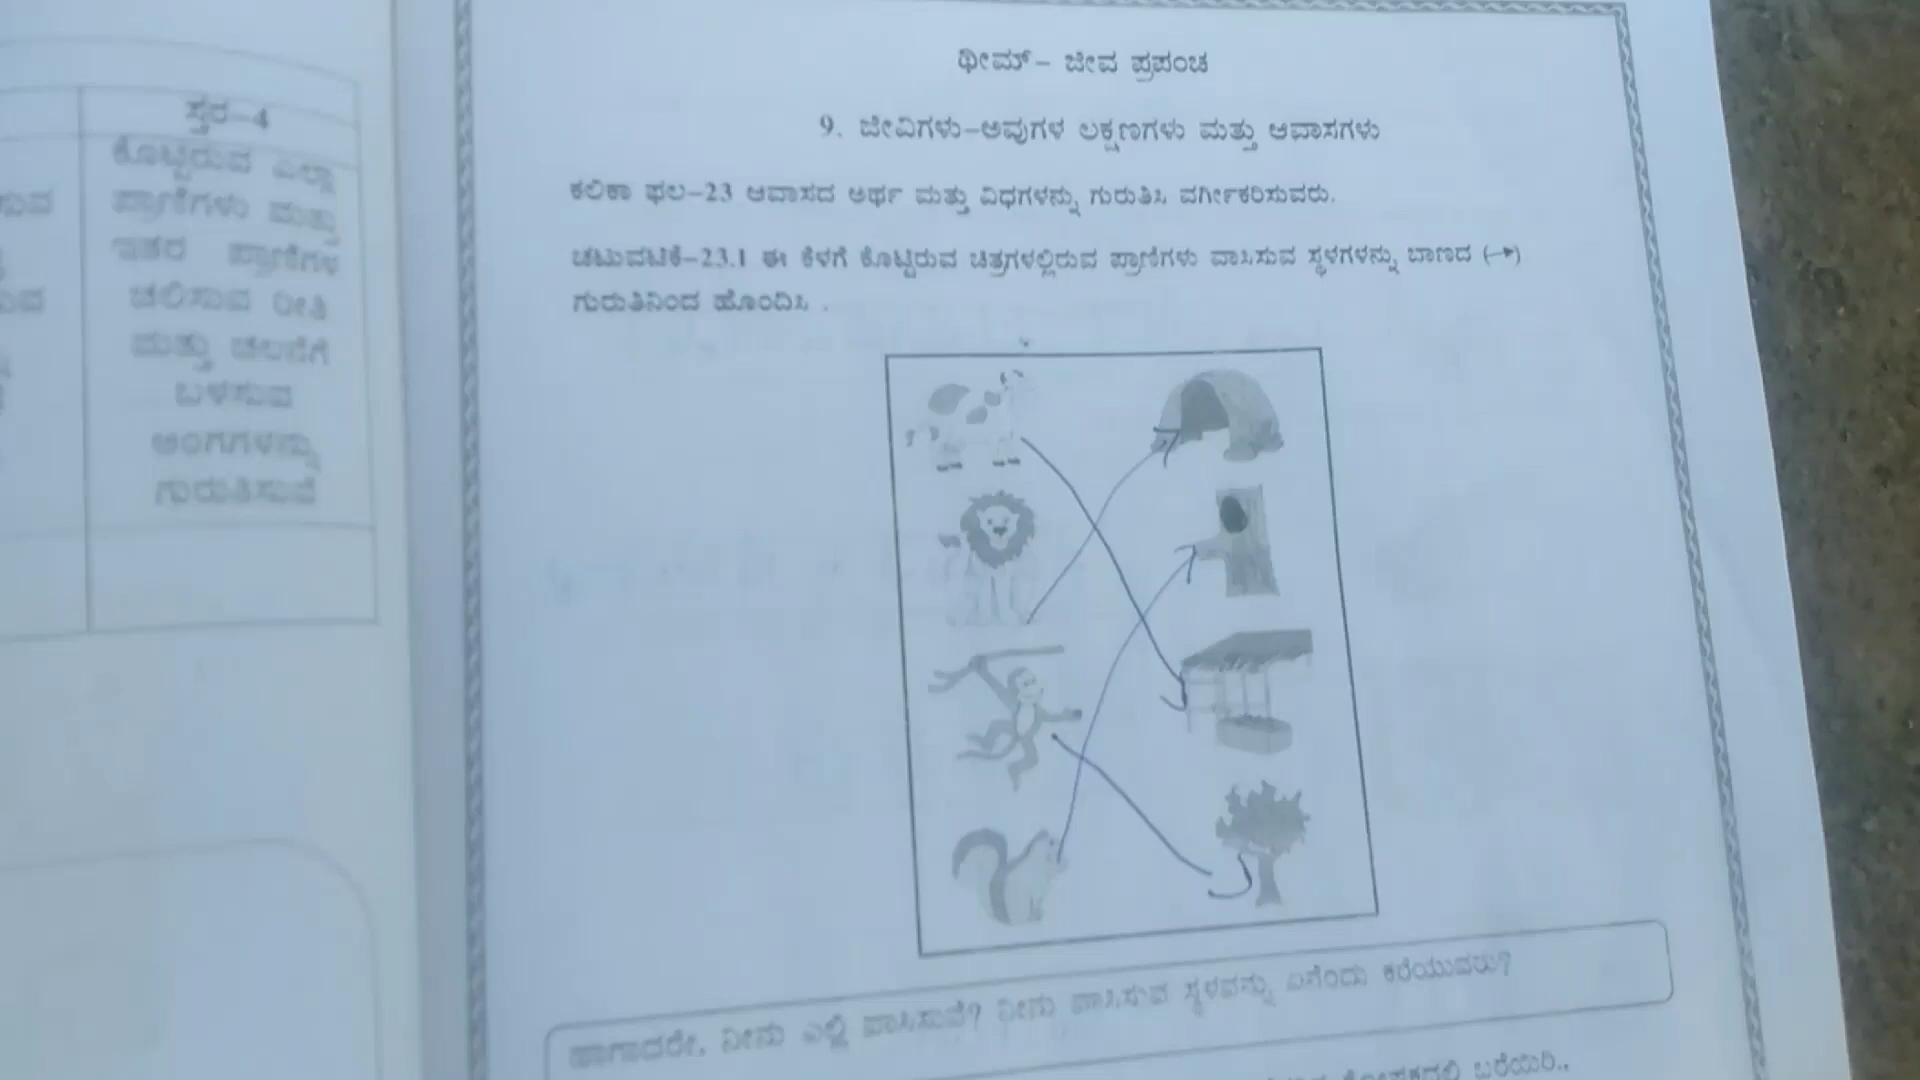 ಸ್ತರ-4
ಕೊಟ್ಟಿರುವ ಎಲ್ಲಾ
ಪ್ರಾಣಿಗಳು ಮತ್ತು
ಇತರ ಪ್ರಾಣಿಗಳ
ಚಲಿಸುವ ರೀತಿ
ಮತ್ತು ಚಲನೆಗೆ
ಬಳಸುವ
ಅಂಗಗಳನ್ನು
ಗುರುತಿಸುವೆ
ಥೀಮ್– ಜೀವ ಪ್ರಪಂಚ
9. ಜೀವಿಗಳು–ಅವುಗಳ ಲಕ್ಷಣಗಳು ಮತ್ತು ಆವಾಸಗಳು
ಕಲಿಕಾ ಫಲ–23 ಆವಾಸದ ಅರ್ಥ ಮತ್ತು ವಿಧಗಳನ್ನು ಗುರುತಿಸಿ ವರ್ಗೀಕರಿಸುವರು.
ಚಟುವಟಿಕೆ–23.1 ಈ ಕೆಳಗೆ ಕೊಟ್ಟಿರುವ ಚಿತ್ರಗಳಲ್ಲಿರುವ ಪ್ರಾಣಿಗಳು ವಾಸಿಸುವ ಸ್ಥಳಗಳನ್ನು ಬಾಣದ (→)
ಗುರುತಿನಿಂದ ಹೊಂದಿಸಿ .
ಹಾಗಾದರೇ, ನೀನು ಎಲ್ಲಿ ವಾಸಿಸುವೆ? ನೀನು ವಾಸಿಸುವ ಸ್ಥಳವನ್ನು ಏನೆಂದು ಕರೆಯುವರು?
ಬರೆಯಿರಿ..